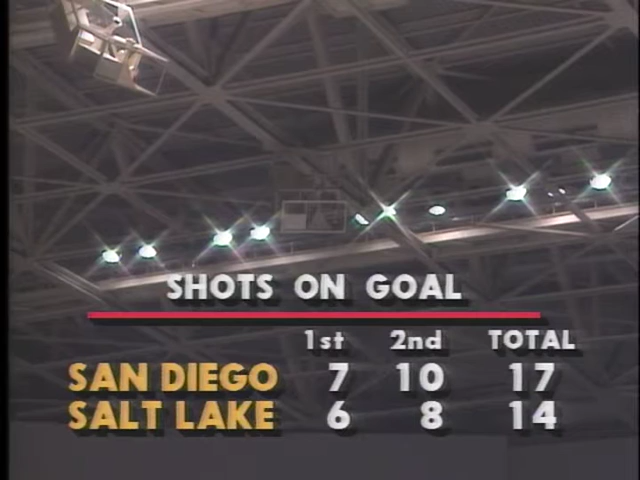 SHOTS ON GOAL
1st 2nd TOTAL
SAN DIEGO 7 10 17
SALT LAKE 6 8 14